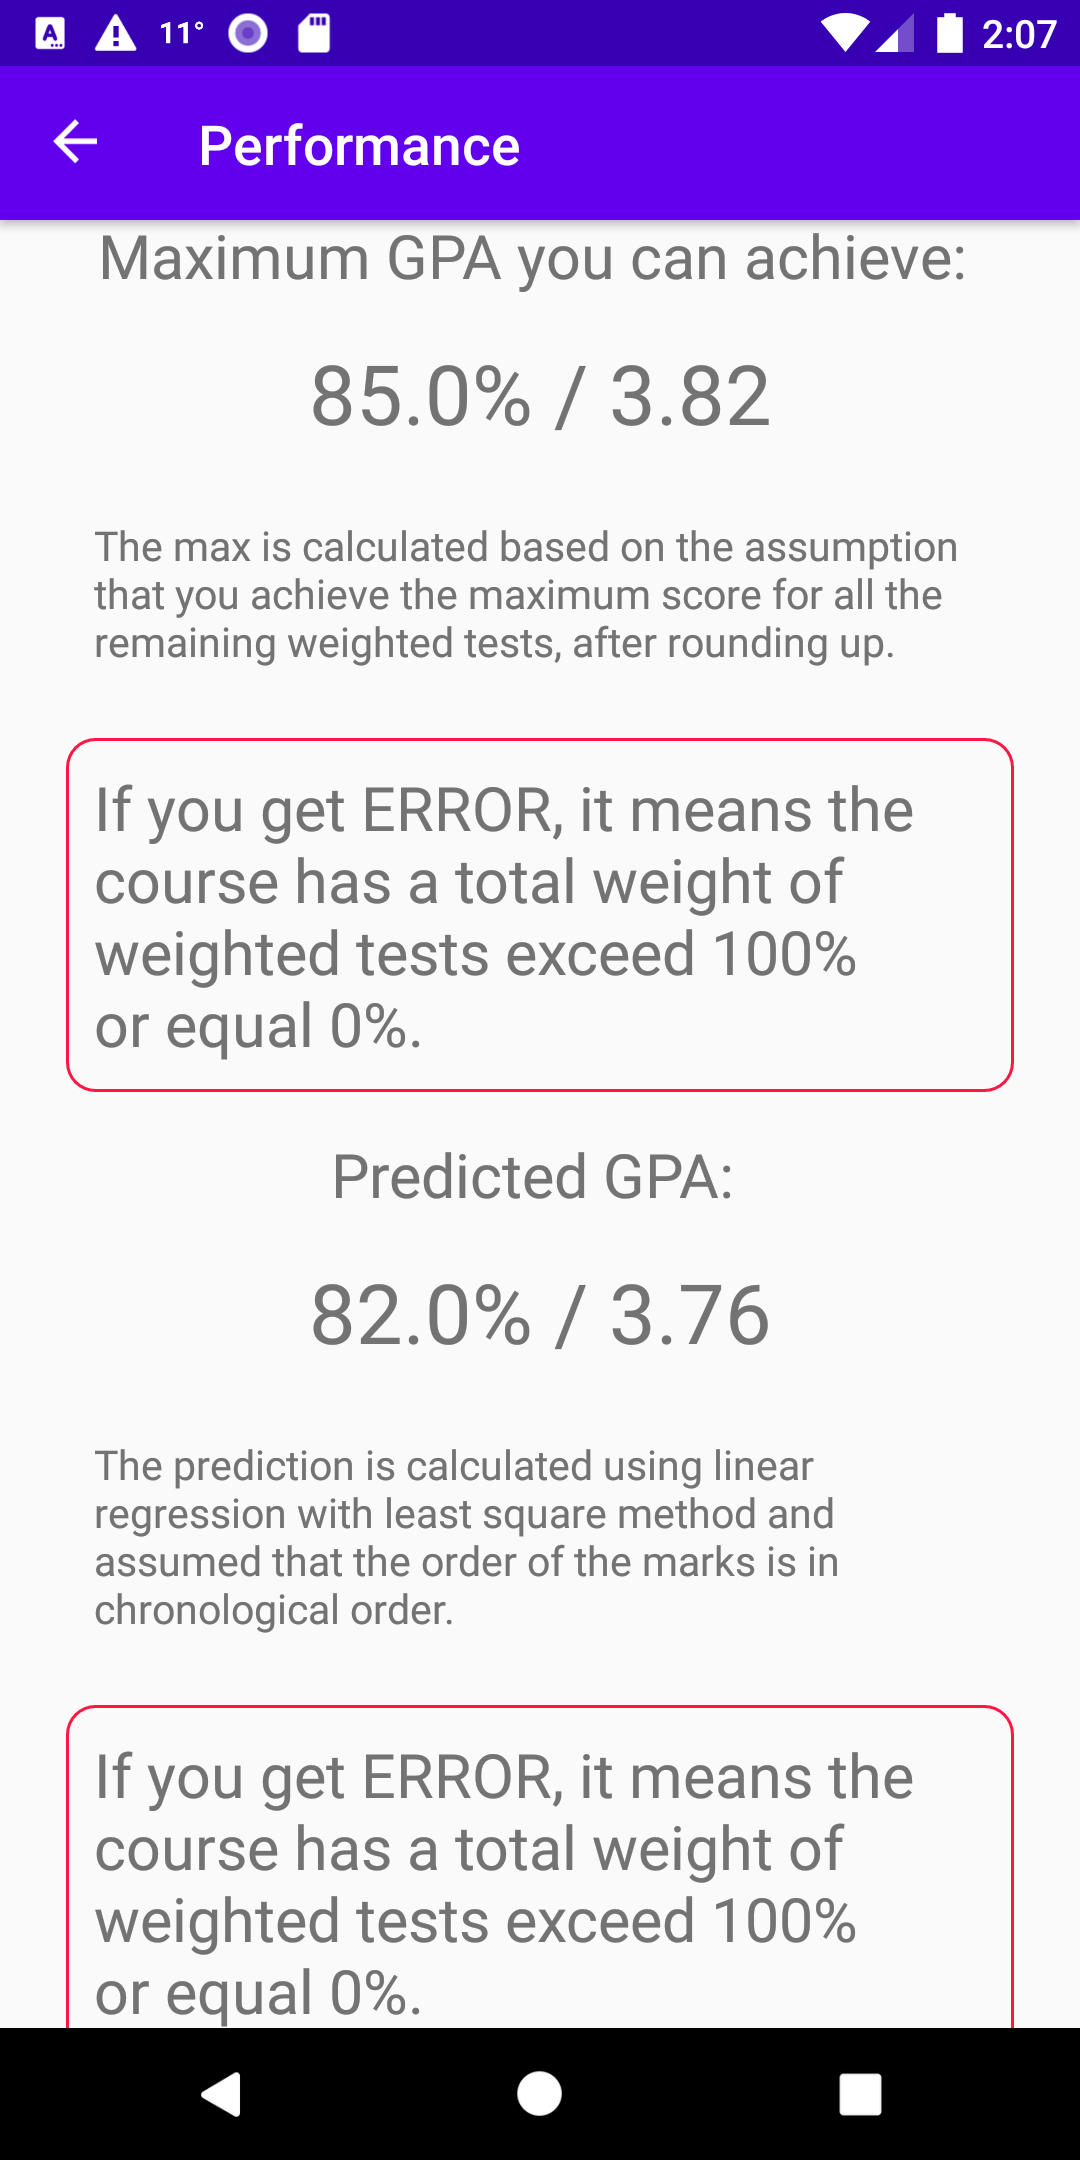 11° 2:07
Performance
Maximum GPA you can achieve:
85.0% / 3.82
The max is calculated based on the assumption
that you achieve the maximum score for all the
remaining weighted tests, after rounding up.
If you get ERROR, it means the
course has a total weight of
weighted tests exceed 100%
or equal 0%.
Predicted GPA:
82.0% / 3.76
The prediction is calculated using linear
regression with least square method and
assumed that the order of the marks is in
chronological order.
If you get ERROR, it means the
course has a total weight of
weighted tests exceed 100%
or equal 0%.